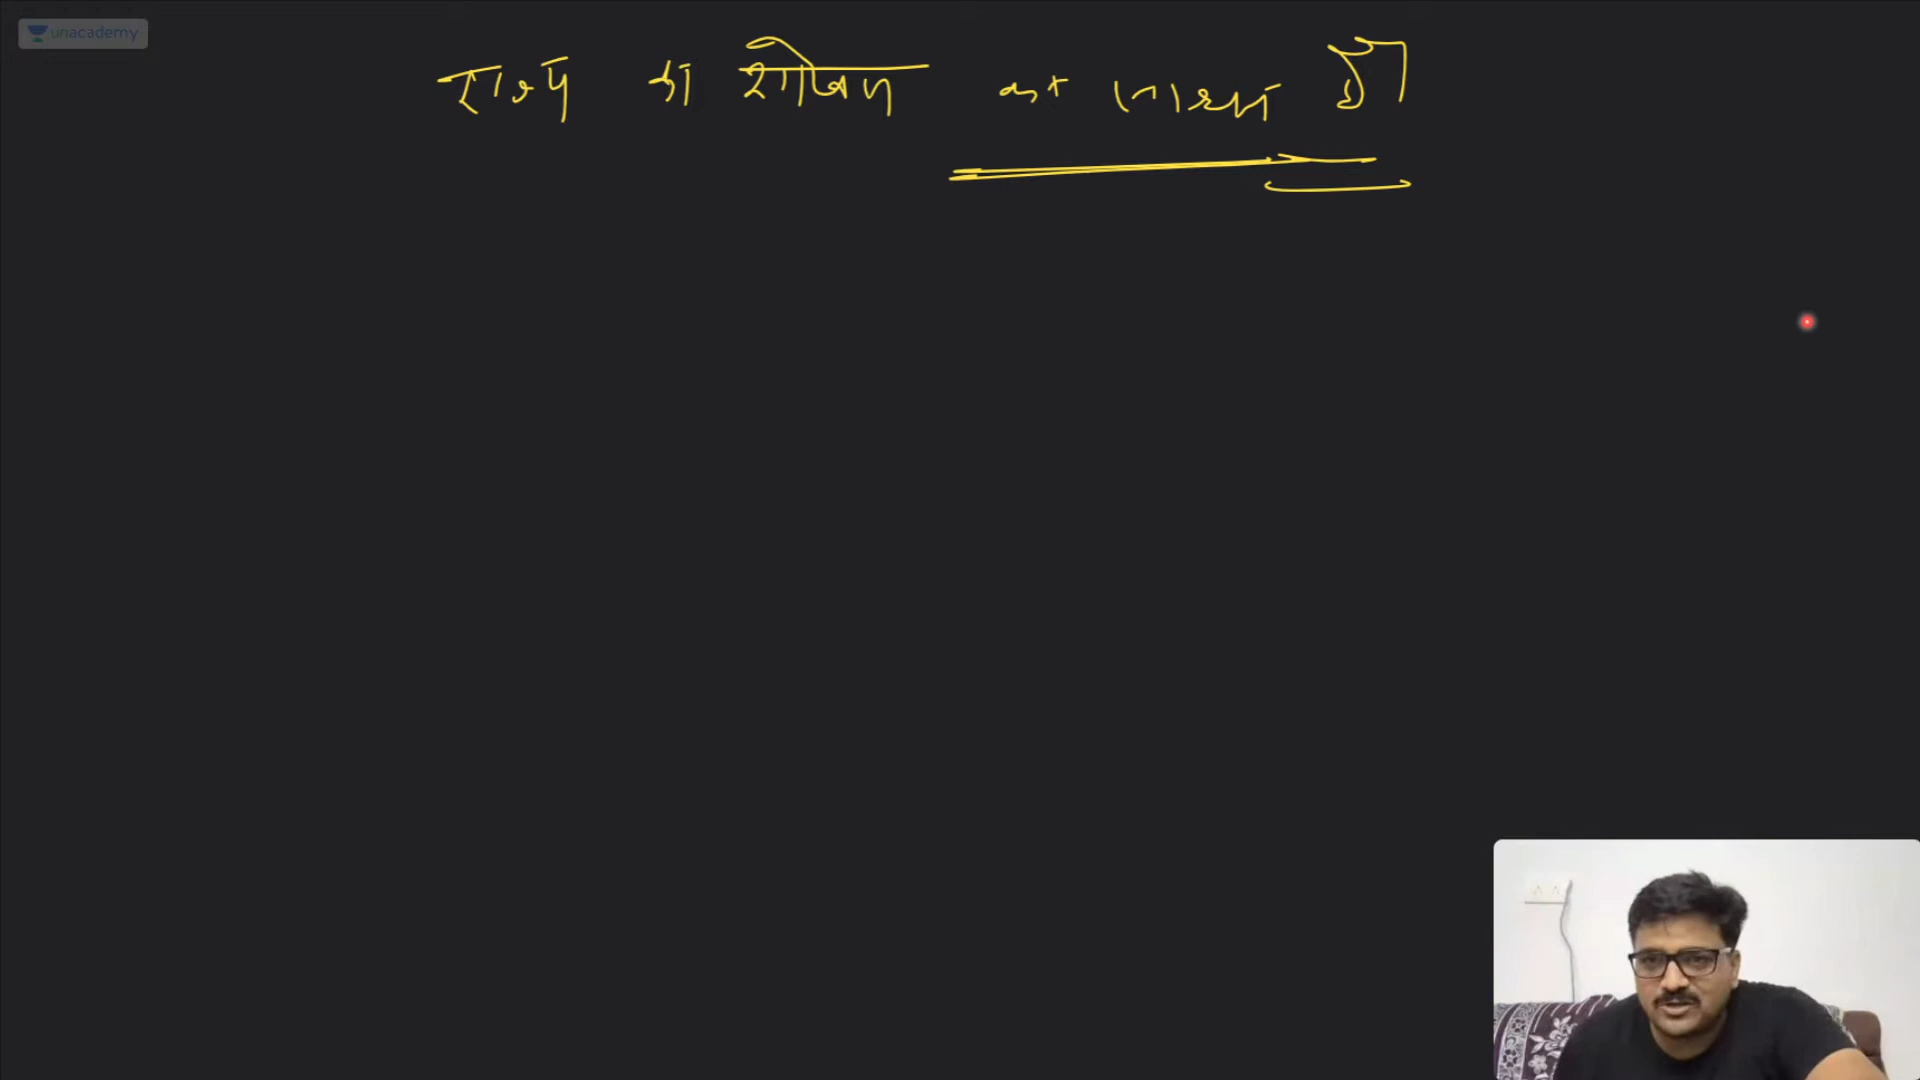 unacademy
राज्य का शोषण का माध्यम है।